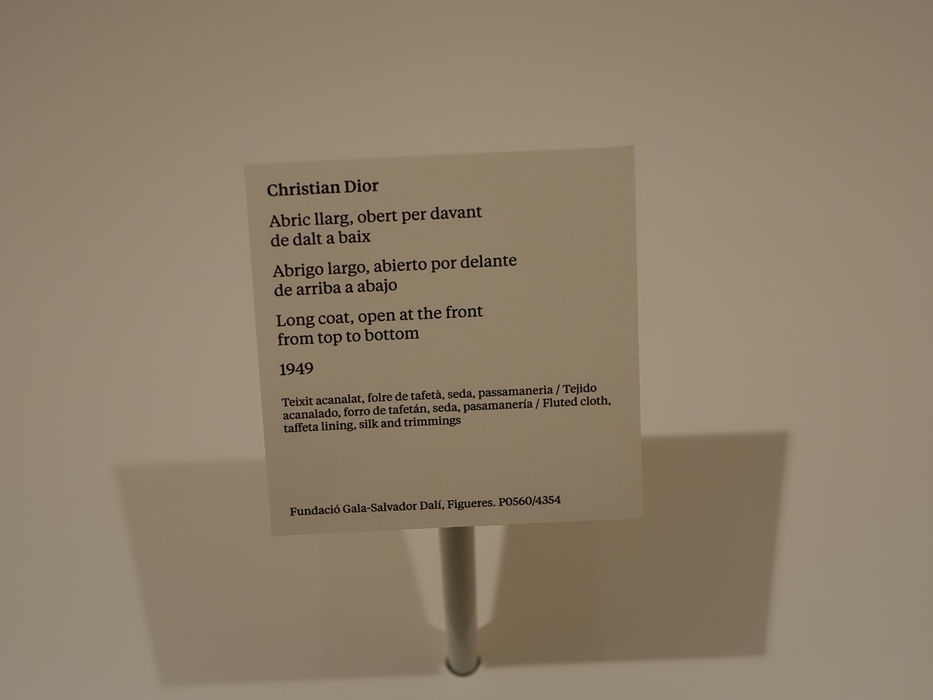 Christian Dior
Abric llarg, obert per davant
de dalt a baix
Abrigo largo, abierto por delante
de arriba a abajo
Long coat, open at the front
from top to bottom
1949
Teixit acanalat, folre de tafetà, seda, passamaneria / Tejido
acanalado, forro de tafetán, seda, pasamanería / Fluted cloth,
taffeta lining, silk and trimmings
Fundació Gala-Salvador Dalí, Figueres. P0560/4354